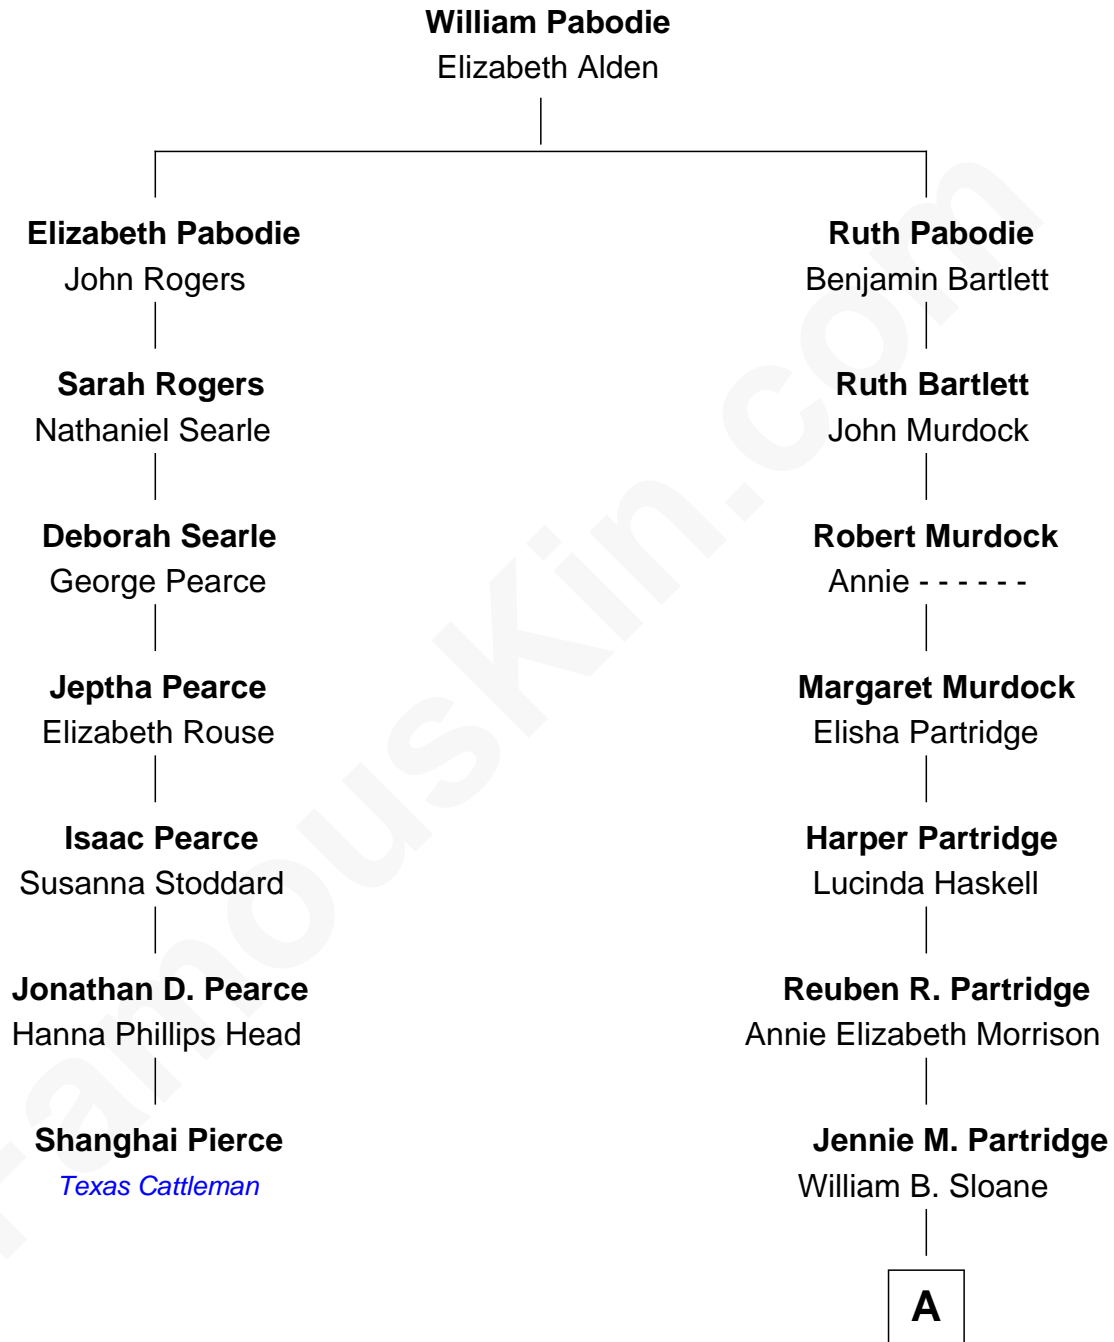 William Pabodie
Elizabeth Alden
Elizabeth Pabodie
John Rogers
Ruth Pabodie
Benjamin Bartlett
Sarah Rogers
Nathaniel Searle
Ruth Bartlett
John Murdock
Deborah Searle
George Pearce
Robert Murdock
Annie - - - - - -
Jeptha Pearce
Elizabeth Rouse
Margaret Murdock
Elisha Partridge
Isaac Pearce
Susanna Stoddard
Harper Partridge
Lucinda Haskell
Jonathan D. Pearce
Hanna Phillips Head
Reuben R. Partridge
Annie Elizabeth Morrison
Shanghai Pierce
Texas Cattleman
Jennie M. Partridge
William B. Sloane
A
FamousKin.com